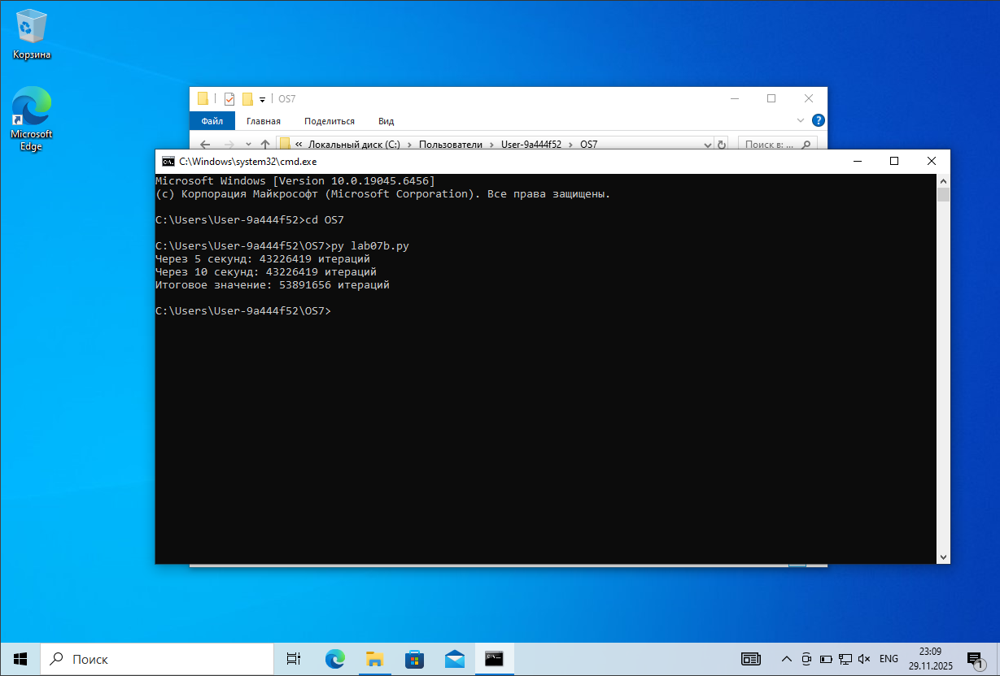 Корзина
Microsoft
Edge
OS7
Файл
Главная
Поделиться
Вид
?
« Локальный диск (C:) › Пользователи › User-9a444f52 › OS7
Поиск в: ...
C:\Windows\system32\cmd.exe
Microsoft Windows [Version 10.0.19045.6456]
(c) Корпорация Майкрософт (Microsoft Corporation). Все права защищены.
C:\Users\User-9a444f52>cd OS7
C:\Users\User-9a444f52\OS7>py lab07b.py
Через 5 секунд: 43226419 итераций
Через 10 секунд: 43226419 итераций
Итоговое значение: 53891656 итераций
C:\Users\User-9a444f52\OS7>
Поиск
ENG
23:09
29.11.2025
1